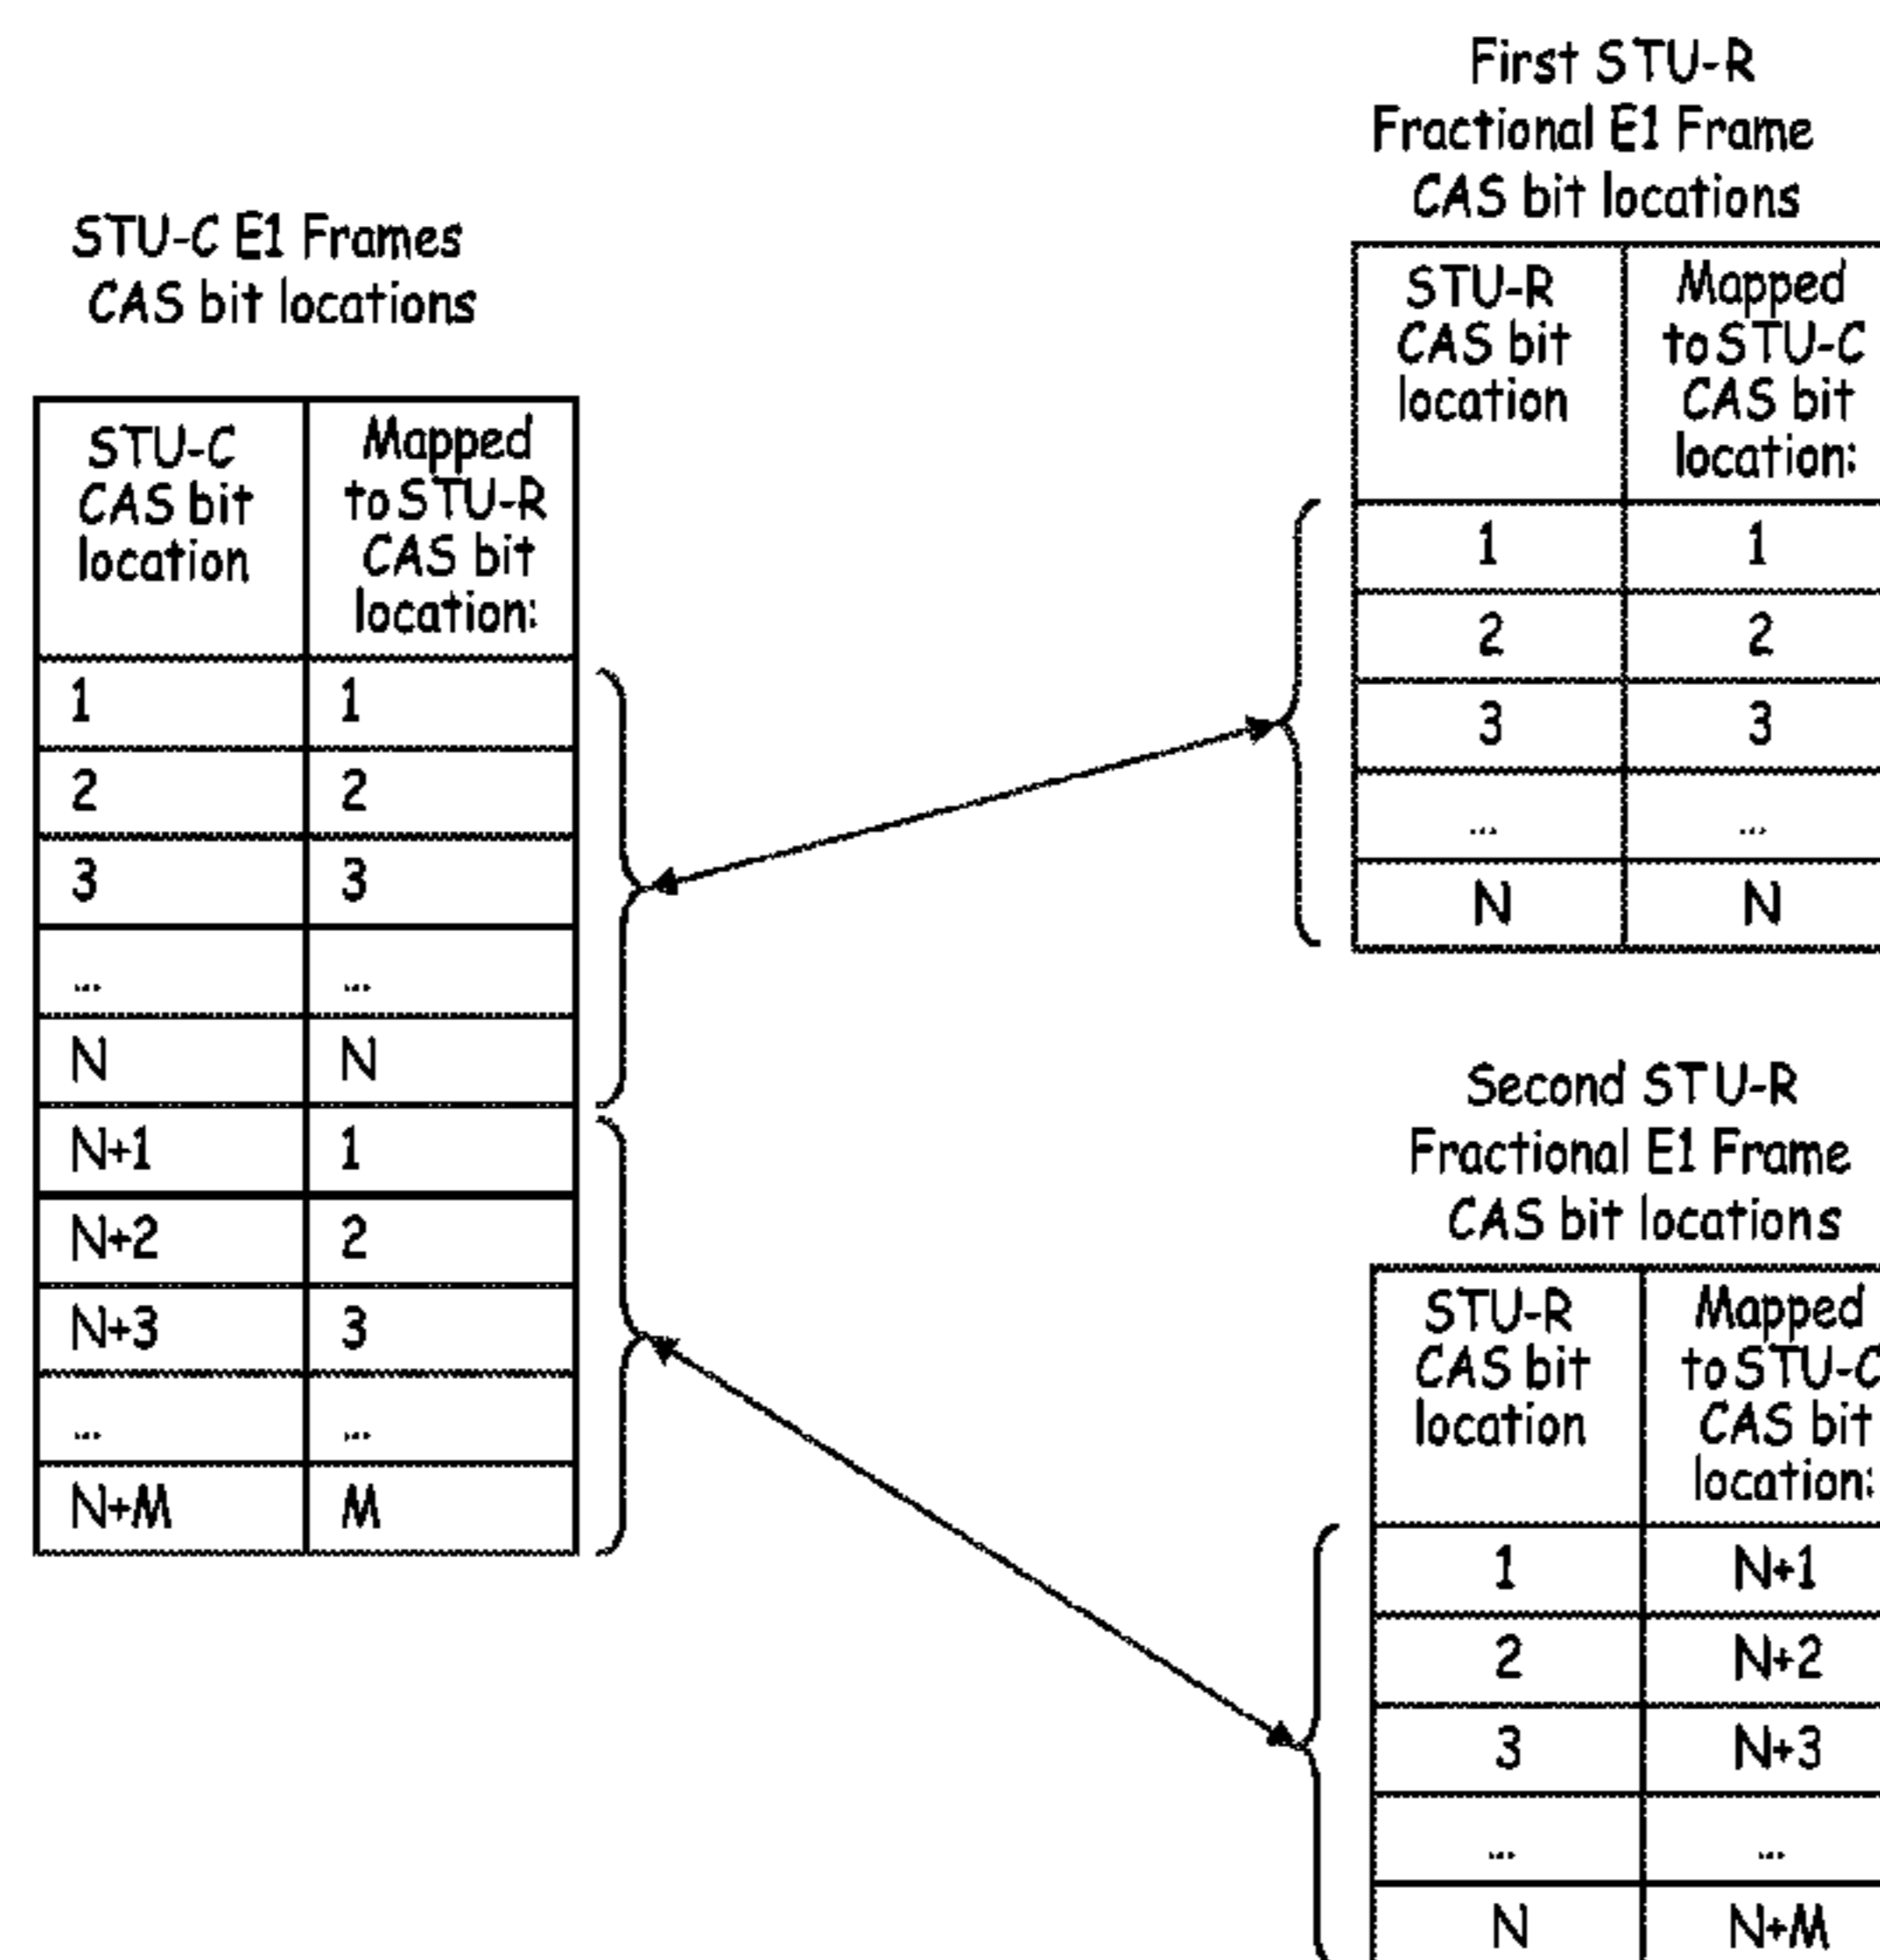 STU-C E1 Frames
CAS bit locations
STU-C
CAS bit
location
Mapped
to STU-R
CAS bit
location:
1 1
2 2
3 3
... ...
N N
N+1 1
N+2 2
N+3 3
... ...
N+M M
First STU-R
Fractional E1 Frame
CAS bit locations
STU-R
CAS bit
location
Mapped
to STU-C
CAS bit
location:
1 1
2 2
3 3
... ...
N N
Second STU-R
Fractional E1 Frame
CAS bit locations
STU-R
CAS bit
location
Mapped
to STU-C
CAS bit
location:
1 N+1
2 N+2
3 N+3
... ...
N N+M